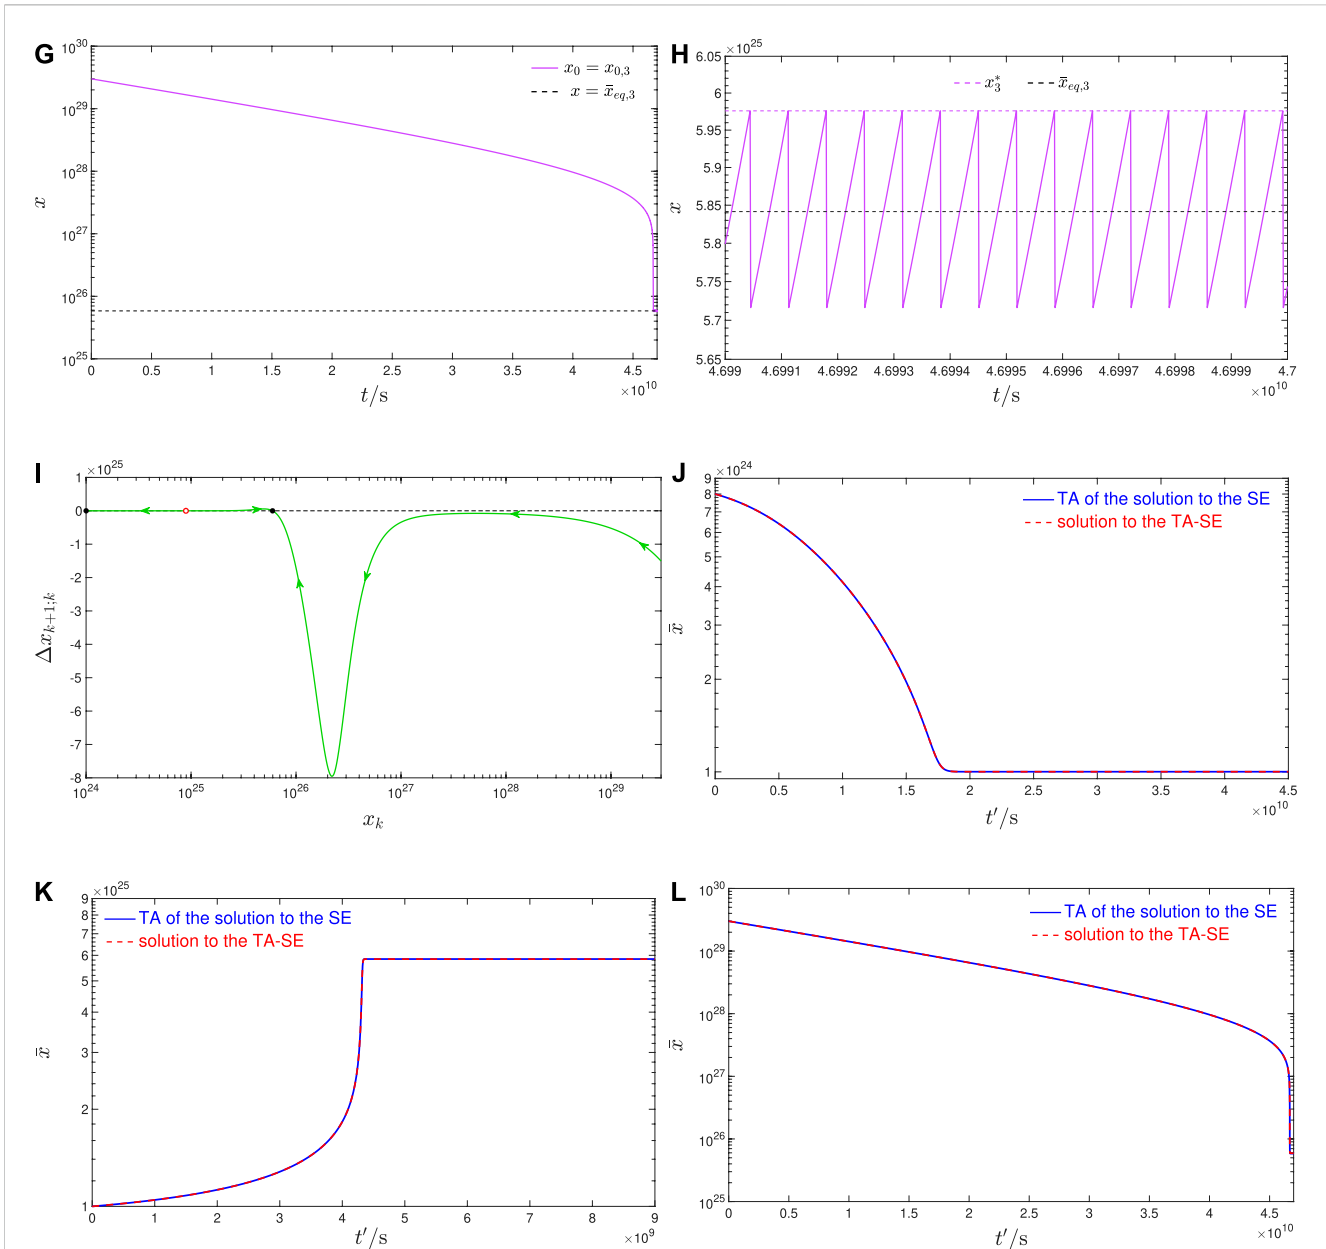 G
10^30
10^29
10^28
10^27
10^26
10^25
x
x_0 = x_{0,3}
x = x̄_{eq,3}
0 0.5 1 1.5 2 2.5 3 3.5 4 4.5
×10^10
t/s
H
×10^25
6.05
6
5.95
5.9
5.85
5.8
5.75
5.7
5.65
x
x_3^* x̄_{eq,3}
4.699 4.6991 4.6992 4.6993 4.6994 4.6995 4.6996 4.6997 4.6998 4.6999 4.7
×10^10
t/s
I
×10^25
1
0
-1
-2
-3
-4
-5
-6
-7
-8
Δx_{k+1;k}
10^24 10^25 10^26 10^27 10^28 10^29
x_k
J
×10^24
9
8
6
4
3
2
1
x̄
TA of the solution to the SE
solution to the TA-SE
0 0.5 1 1.5 2 2.5 3 3.5 4 4.5
×10^10
t′/s
K
×10^25
9
8
6
4
3
2
1
x̄
TA of the solution to the SE
solution to the TA-SE
0 1 2 3 4 5 6 7 8 9
×10^9
t′/s
L
10^30
10^29
10^28
10^27
10^26
10^25
x̄
TA of the solution to the SE
solution to the TA-SE
0 0.5 1 1.5 2 2.5 3 3.5 4 4.5
×10^10
t′/s